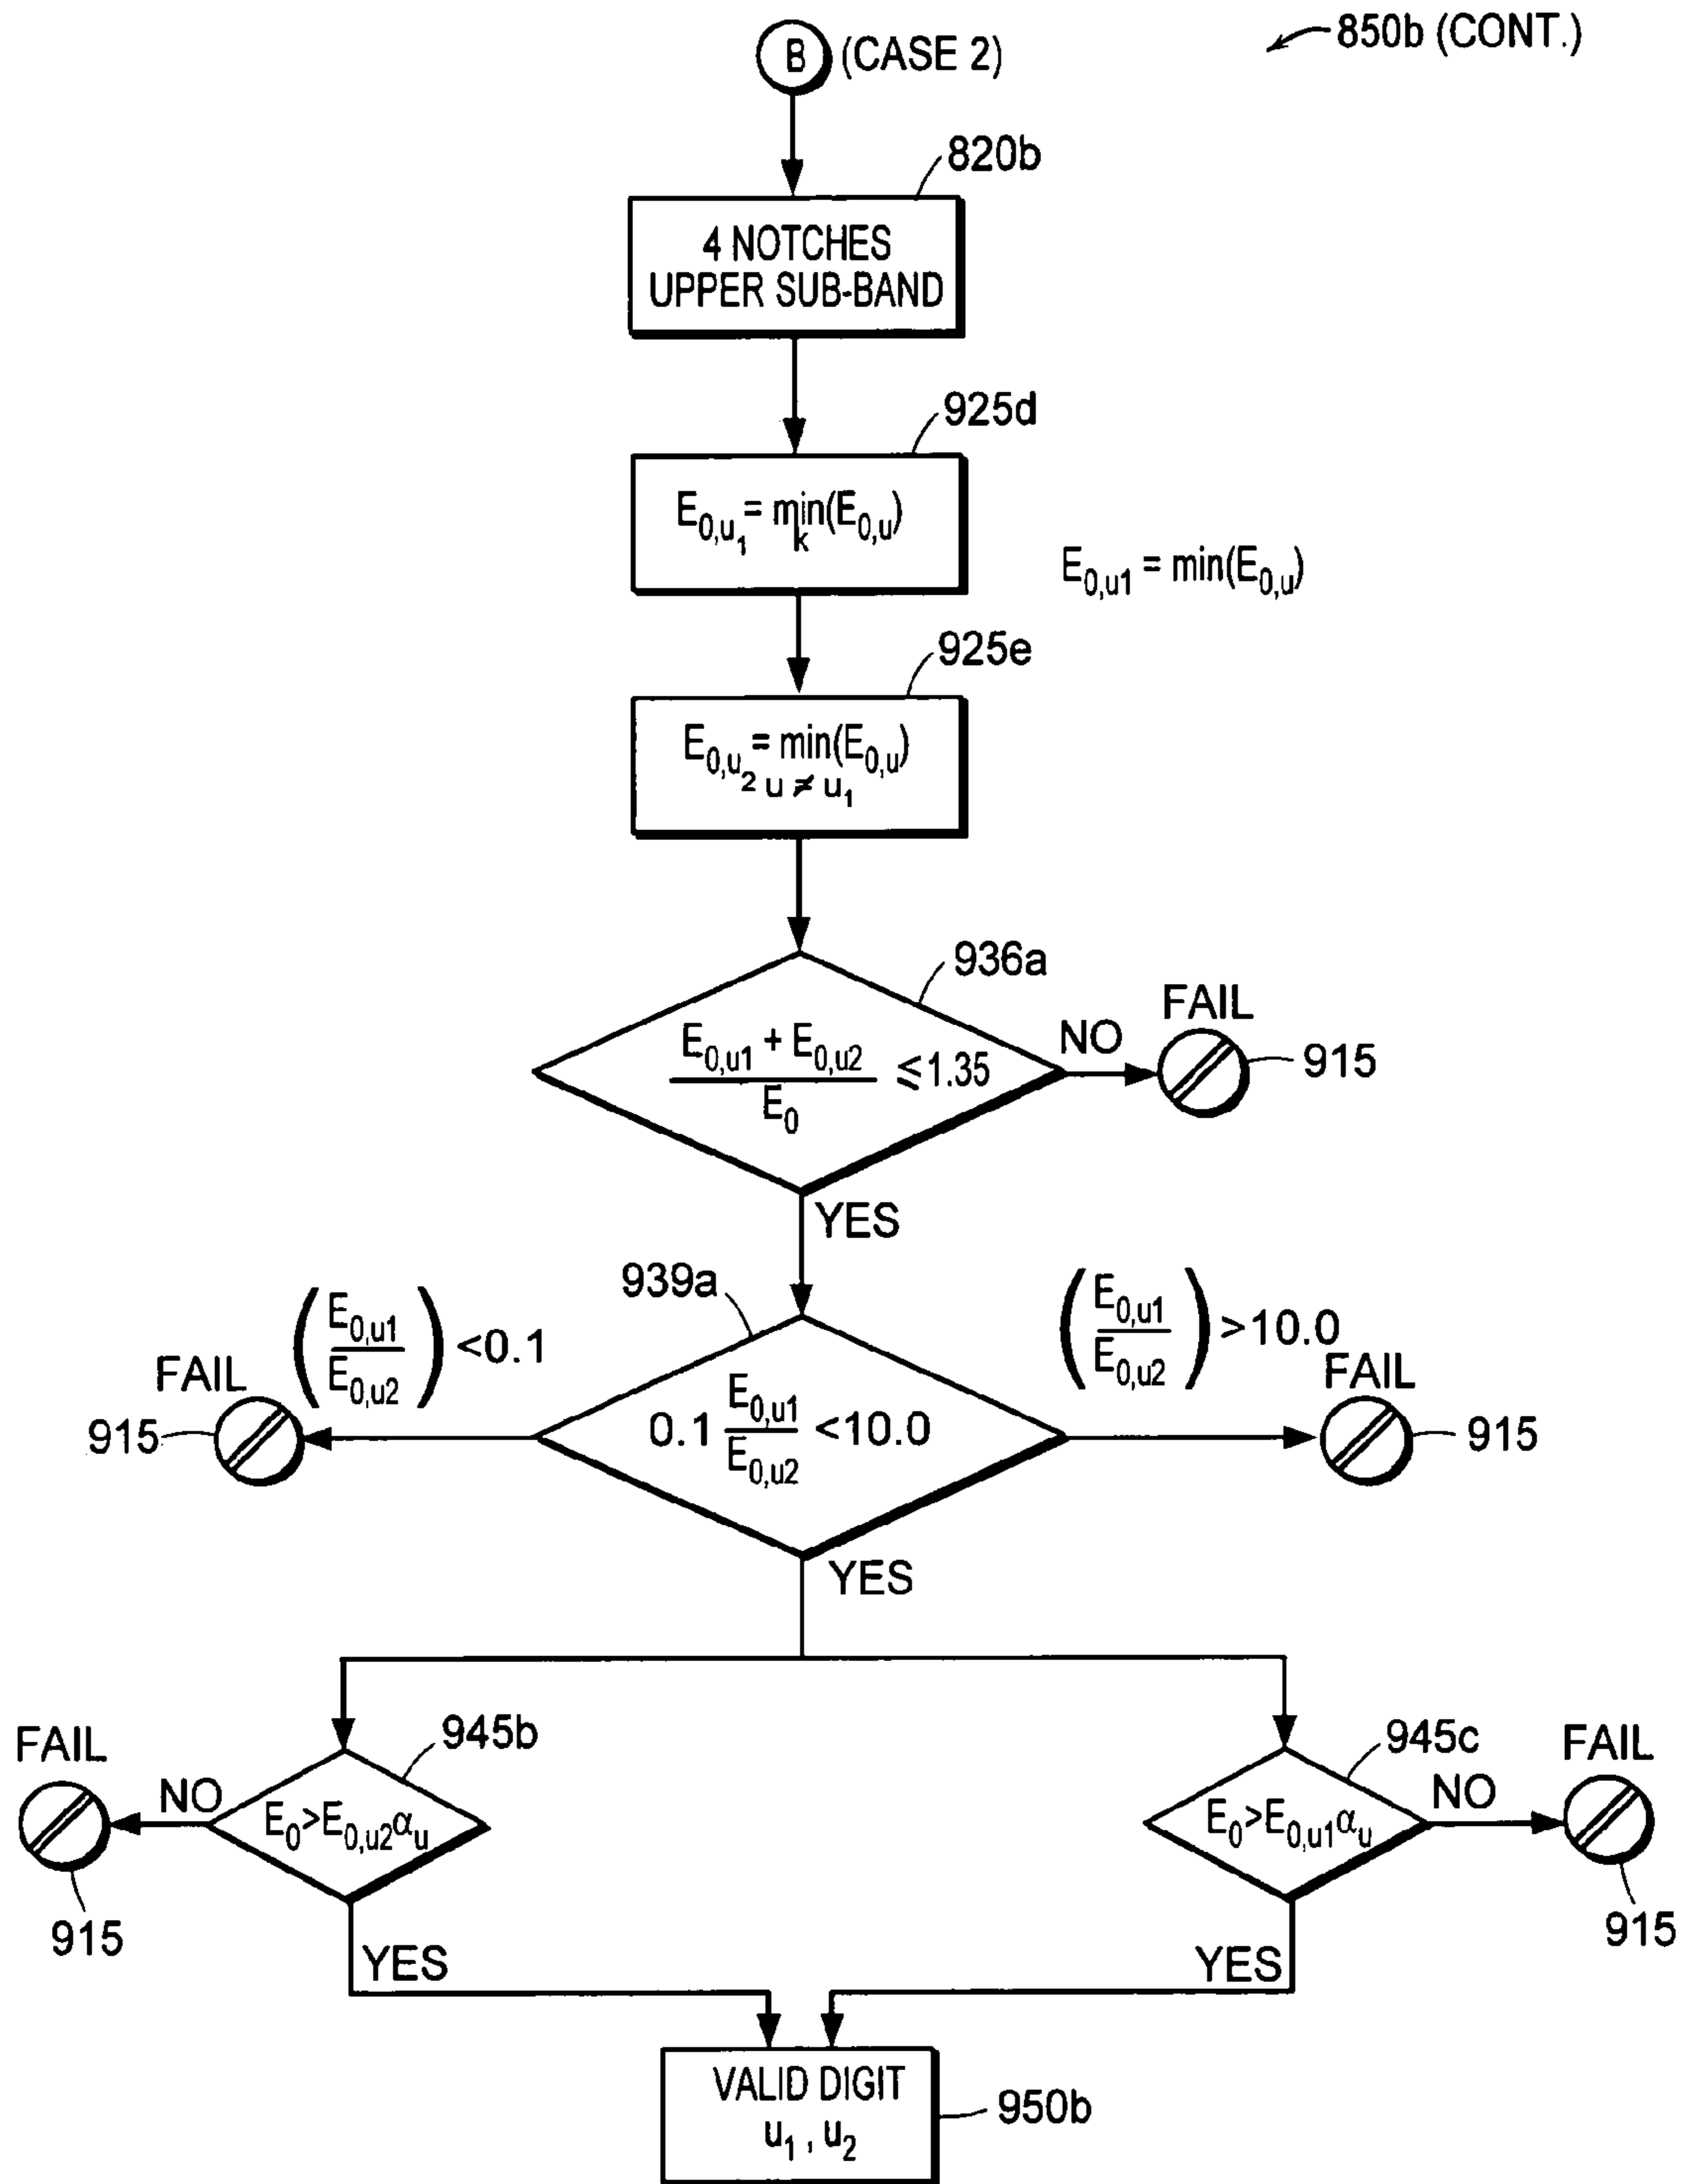 850b (CONT.)
B (CASE 2)
820b
4 NOTCHES
UPPER SUB-BAND
925d
E0,u1 = min(E0,u)
k
E0,u1 = min(E0,u)
925e
E0,u2 = min(E0,u)
u ≠ u1
936a
E0,u1 + E0,u2
≤1.35
E0
NO
FAIL
915
YES
939a
(E0,u1
E0,u2) <0.1
FAIL
915
0.1 E0,u1
E0,u2 <10.0
(E0,u1
E0,u2) >10.0
FAIL
915
YES
FAIL
915
NO
945b
E0>E0,u2αu
YES
945c
E0>E0,u1αu
NO
FAIL
915
YES
VALID DIGIT
u1 , u2
950b